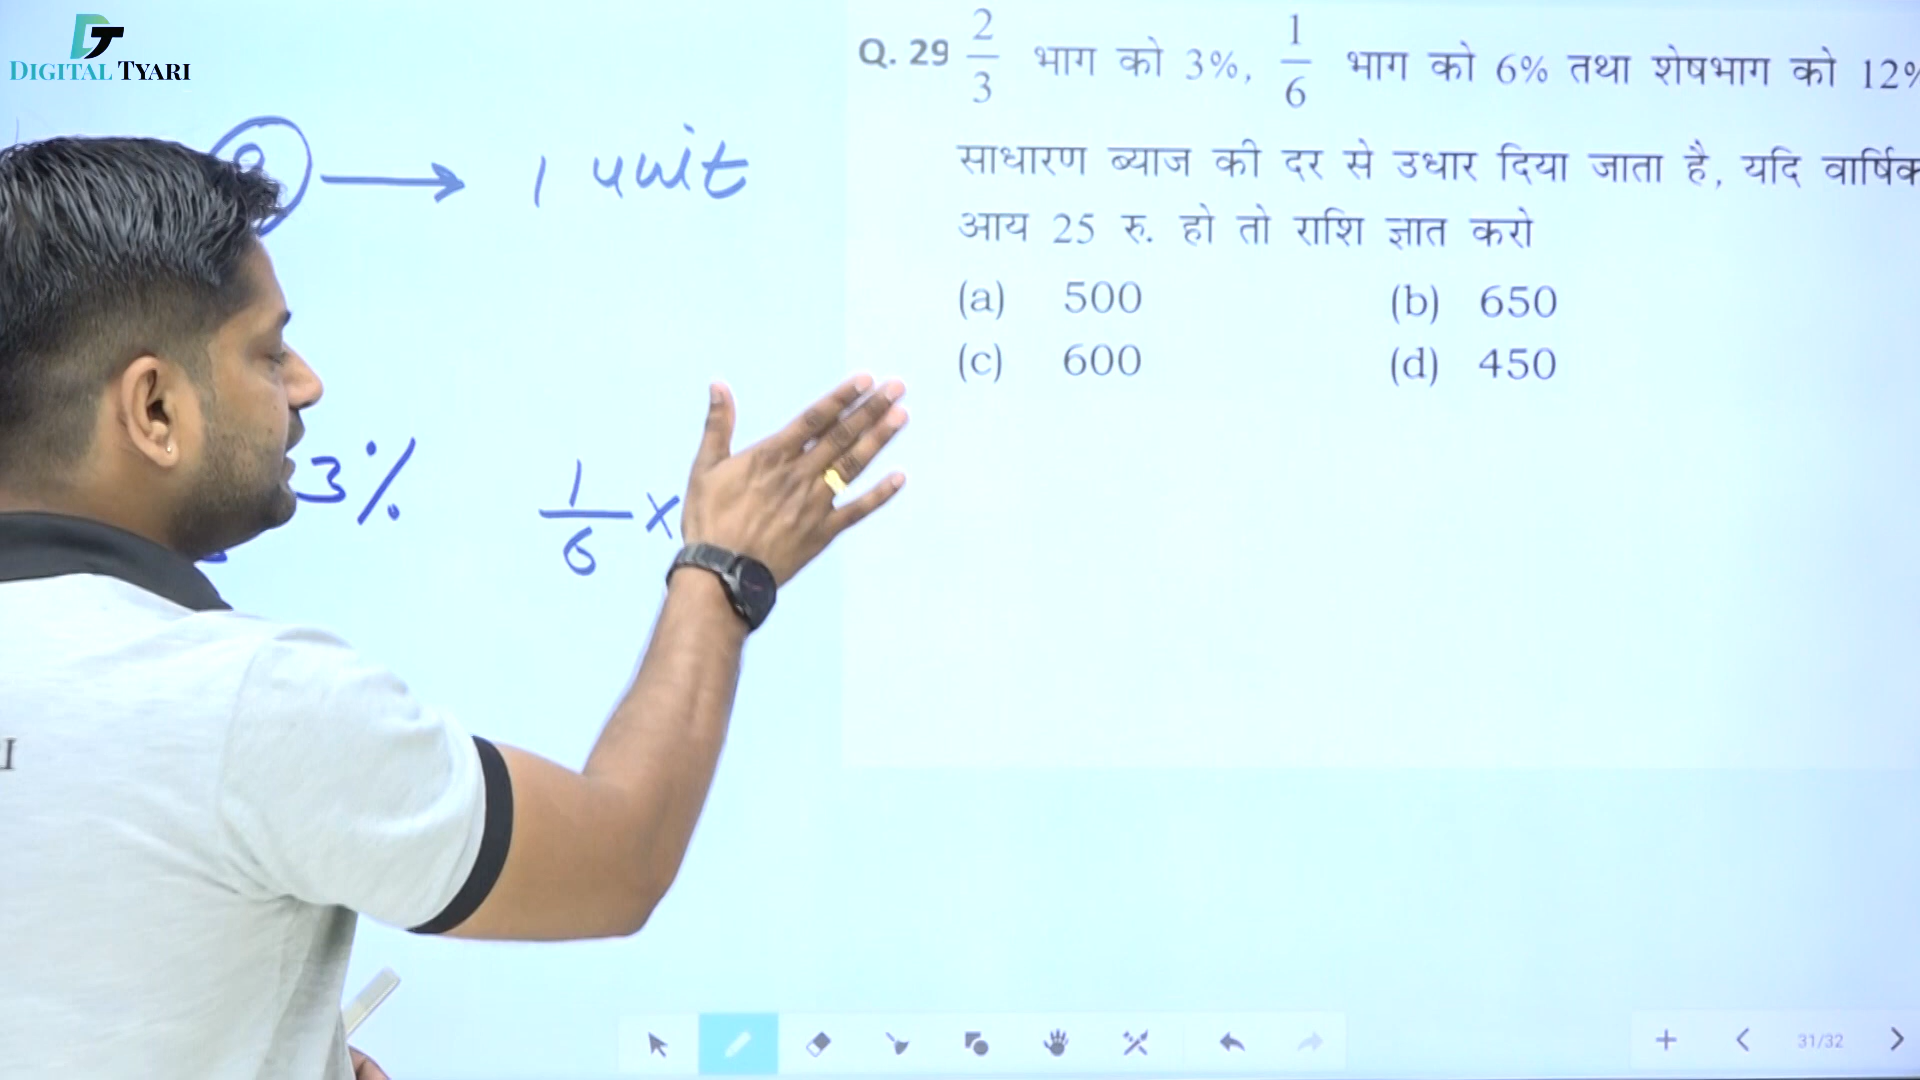 DIGITAL TYARI
Q. 29 2/3 भाग को 3%, 1/6 भाग को 6% तथा शेषभाग को 12%
साधारण ब्याज की दर से उधार दिया जाता है, यदि वार्षिक
आय 25 रु. हो तो राशि ज्ञात करो
(a) 500 (b) 650
(c) 600 (d) 450
1 unit
3% 1/6 ×
31/32